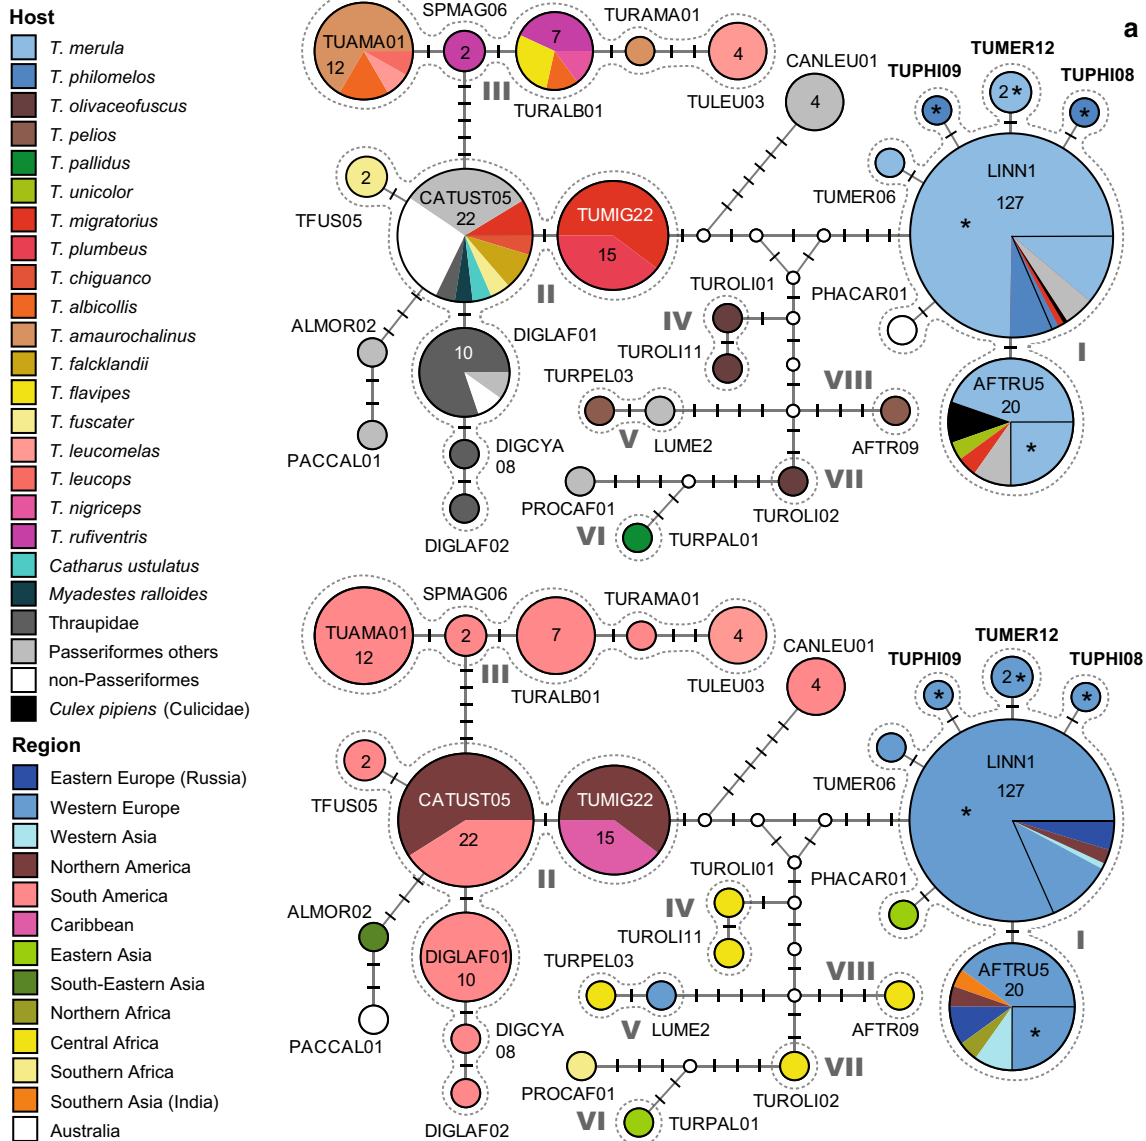 a
Host
T. merula
T. philomelos
T. olivaceofuscus
T. pelios
T. pallidus
T. unicolor
T. migratorius
T. plumbeus
T. chiguanco
T. albicollis
T. amaurochalinus
T. falcklandii
T. flavipes
T. fuscater
T. leucomelas
T. leucops
T. nigriceps
T. rufiventris
Catharus ustulatus
Myadestes ralloides
Thraupidae
Passeriformes others
non-Passeriformes
Culex pipiens (Culicidae)
Region
Eastern Europe (Russia)
Western Europe
Western Asia
Northern America
South America
Caribbean
Eastern Asia
South-Eastern Asia
Northern Africa
Central Africa
Southern Africa
Southern Asia (India)
Australia
SPMAG06
TURAMA01
TUAMA01
12
2
7
4
III
TURALB01
TULEU03
CANLEU01
4
TUMER12
TUPHI09
TUPHI08
*
2 *
*
LINN1
127
*
TUMER06
2
TFUS05
CATUST05
22
TUMIG22
15
II
ALMOR02
DIGLAF01
10
PACCAL01
DIGCYA
08
DIGLAF02
TUROLI01
IV
TUROLI11
PHACAR01
I
TURPEL03
VIII
V
LUME2
AFTR09
AFTRU5
20
*
PROCAF01
VII
TUROLI02
VI
TURPAL01
SPMAG06
TURAMA01
TUAMA01
12
2
7
4
III
TURALB01
TULEU03
CANLEU01
4
TUMER12
TUPHI09
TUPHI08
*
2 *
*
LINN1
127
*
TUMER06
2
TFUS05
CATUST05
22
TUMIG22
15
II
ALMOR02
DIGLAF01
10
PACCAL01
DIGCYA
08
DIGLAF02
TUROLI01
IV
TUROLI11
PHACAR01
I
TURPEL03
VIII
V
LUME2
AFTR09
AFTRU5
20
*
PROCAF01
VII
TUROLI02
VI
TURPAL01